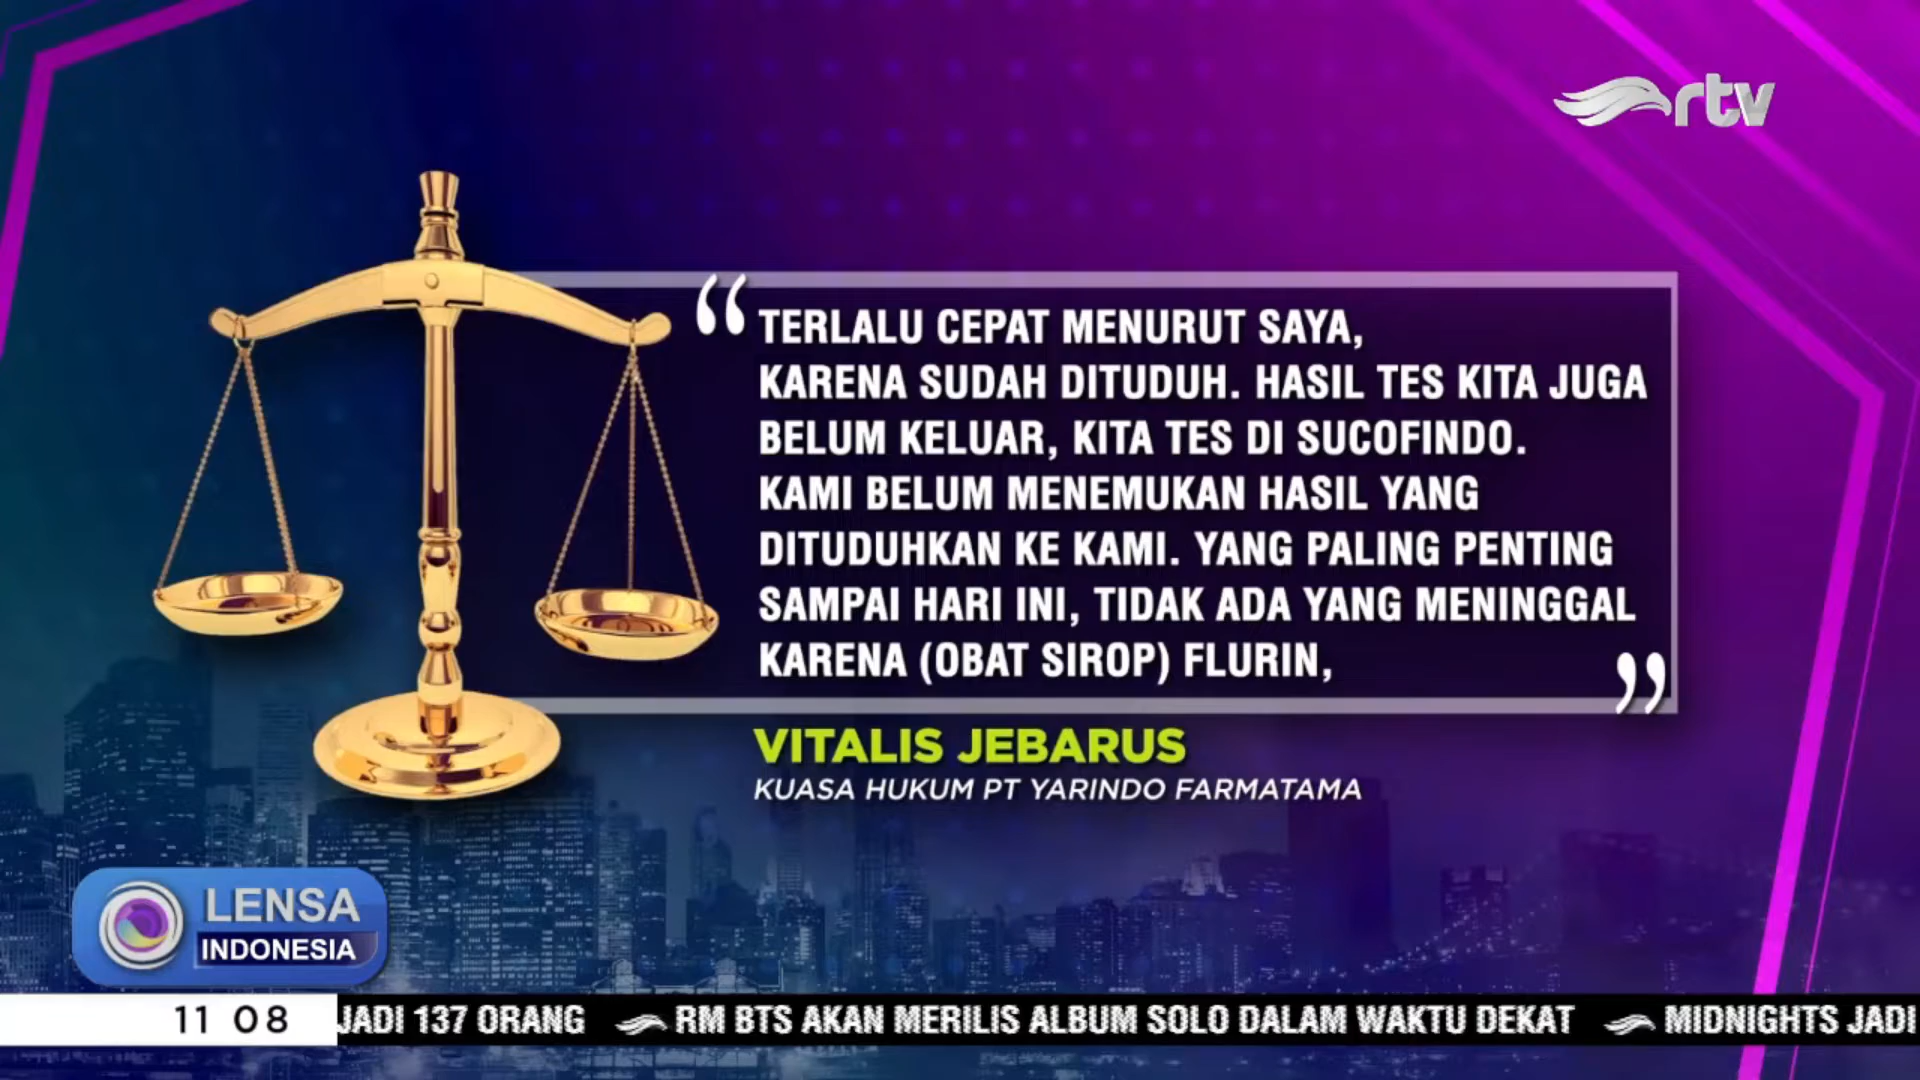 rtv
“ TERLALU CEPAT MENURUT SAYA,
KARENA SUDAH DITUDUH. HASIL TES KITA JUGA
BELUM KELUAR, KITA TES DI SUCOFINDO.
KAMI BELUM MENEMUKAN HASIL YANG
DITUDUHKAN KE KAMI. YANG PALING PENTING
SAMPAI HARI INI, TIDAK ADA YANG MENINGGAL
KARENA (OBAT SIROP) FLURIN, ”
VITALIS JEBARUS
KUASA HUKUM PT YARINDO FARMATAMA
LENSA
INDONESIA
11 08 JADI 137 ORANG RM BTS AKAN MERILIS ALBUM SOLO DALAM WAKTU DEKAT MIDNIGHTS JADI